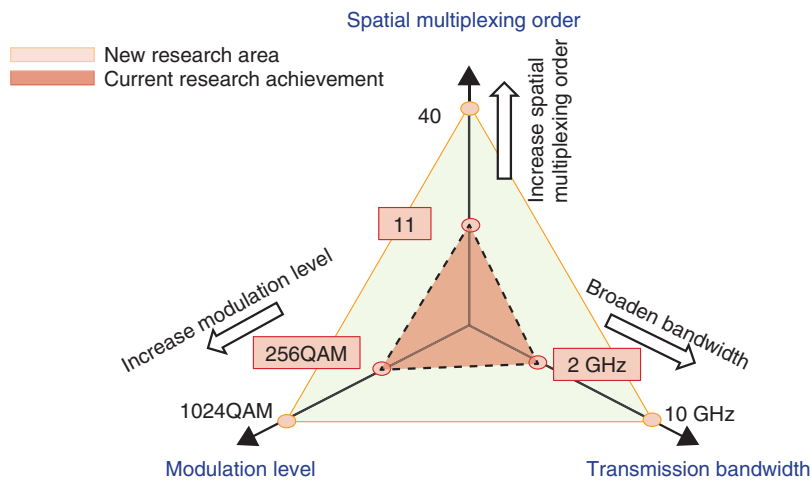 Spatial multiplexing order
New research area
Current research achievement
40
Increase spatial
multiplexing order
11
Increase modulation level
Broaden bandwidth
256QAM
2 GHz
1024QAM
10 GHz
Modulation level
Transmission bandwidth